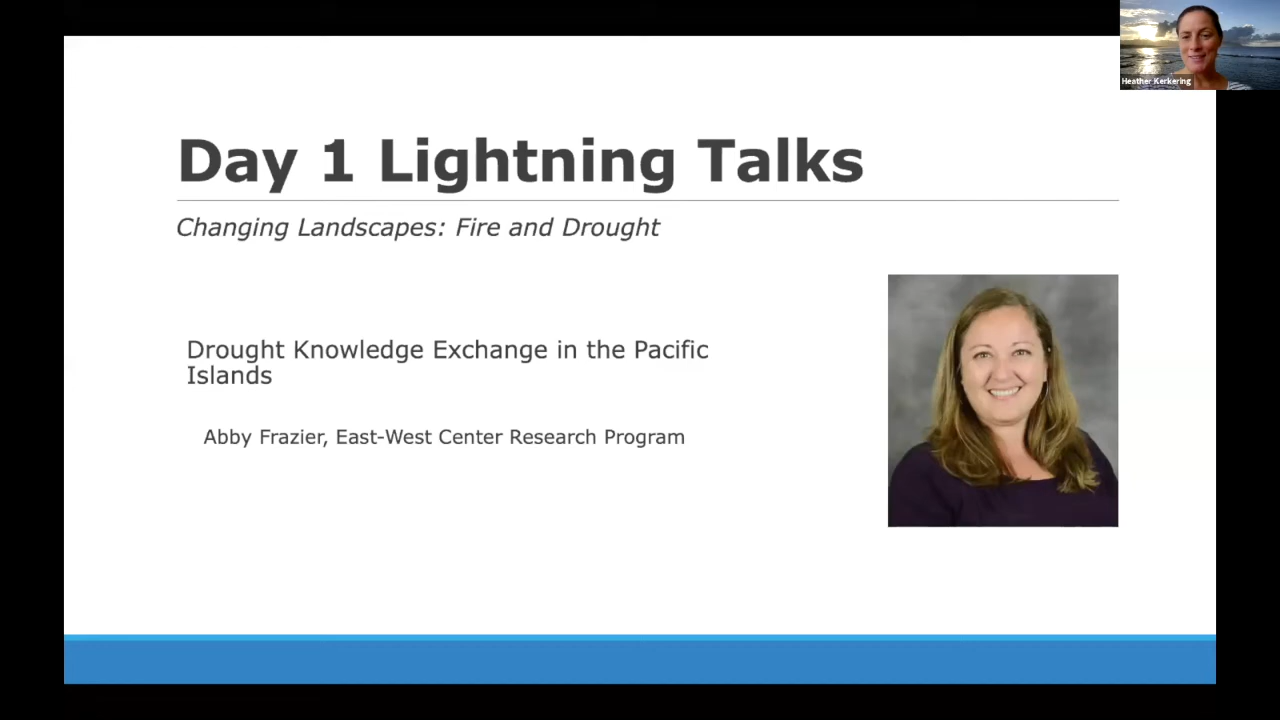 Heather Kerkering
Day 1 Lightning Talks
Changing Landscapes: Fire and Drought
Drought Knowledge Exchange in the Pacific
Islands
Abby Frazier, East-West Center Research Program